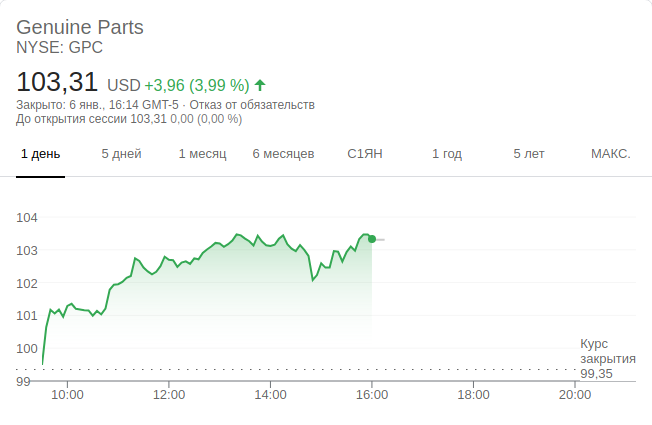 Genuine Parts
NYSE: GPC
103,31 USD +3,96 (3,99 %)
Закрыто: 6 янв., 16:14 GMT-5 · Отказ от обязательств
До открытия сессии 103,31 0,00 (0,00 %)
1 день 5 дней 1 месяц 6 месяцев С1ЯН 1 год 5 лет МАКС.
104
103
102
101
100
99
Курс
закрытия
99,35
10:00 12:00 14:00 16:00 18:00 20:00